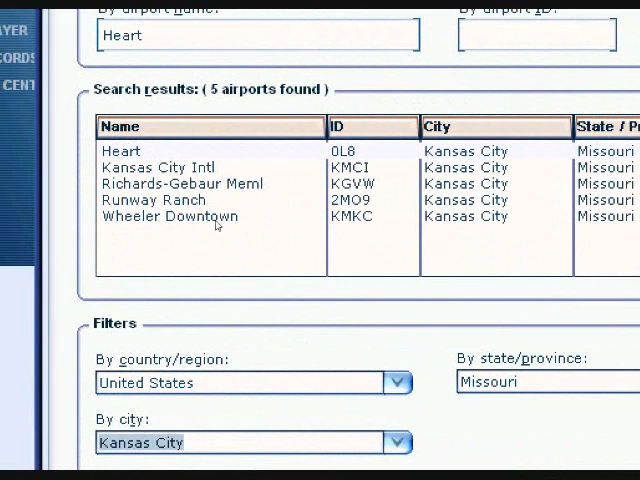 AYER
CORDS
CENT
By airport name:
By airport ID:
Heart
Search results: ( 5 airports found )
Name ID City State / Pr
Heart 0L8 Kansas City Missouri
Kansas City Intl KMCI Kansas City Missouri
Richards-Gebaur Meml KGVW Kansas City Missouri
Runway Ranch 2MO9 Kansas City Missouri
Wheeler Downtown KMKC Kansas City Missouri
Filters
By country/region:
By state/province:
United States
Missouri
By city:
Kansas City